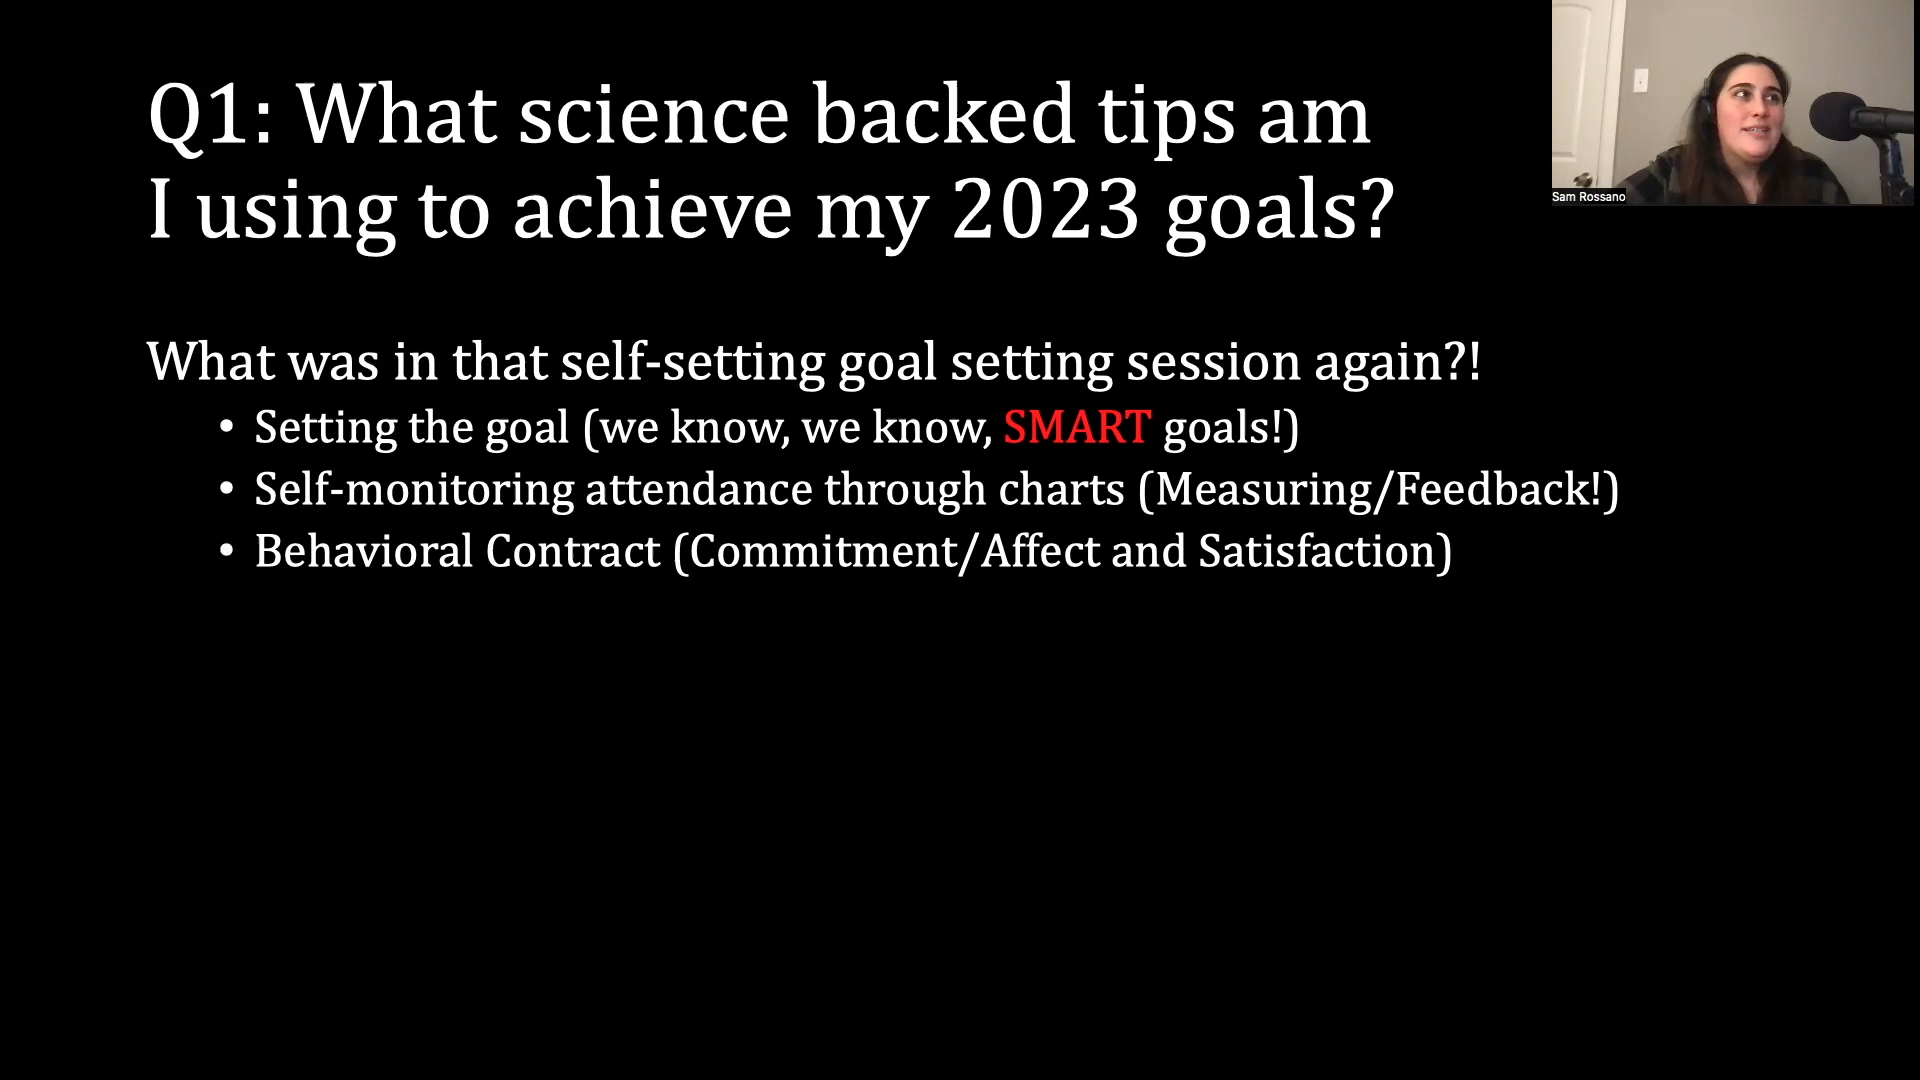 Q1: What science backed tips am
I using to achieve my 2023 goals?
Sam Rossano
What was in that self-setting goal setting session again?!
• Setting the goal (we know, we know, SMART goals!)
• Self-monitoring attendance through charts (Measuring/Feedback!)
• Behavioral Contract (Commitment/Affect and Satisfaction)